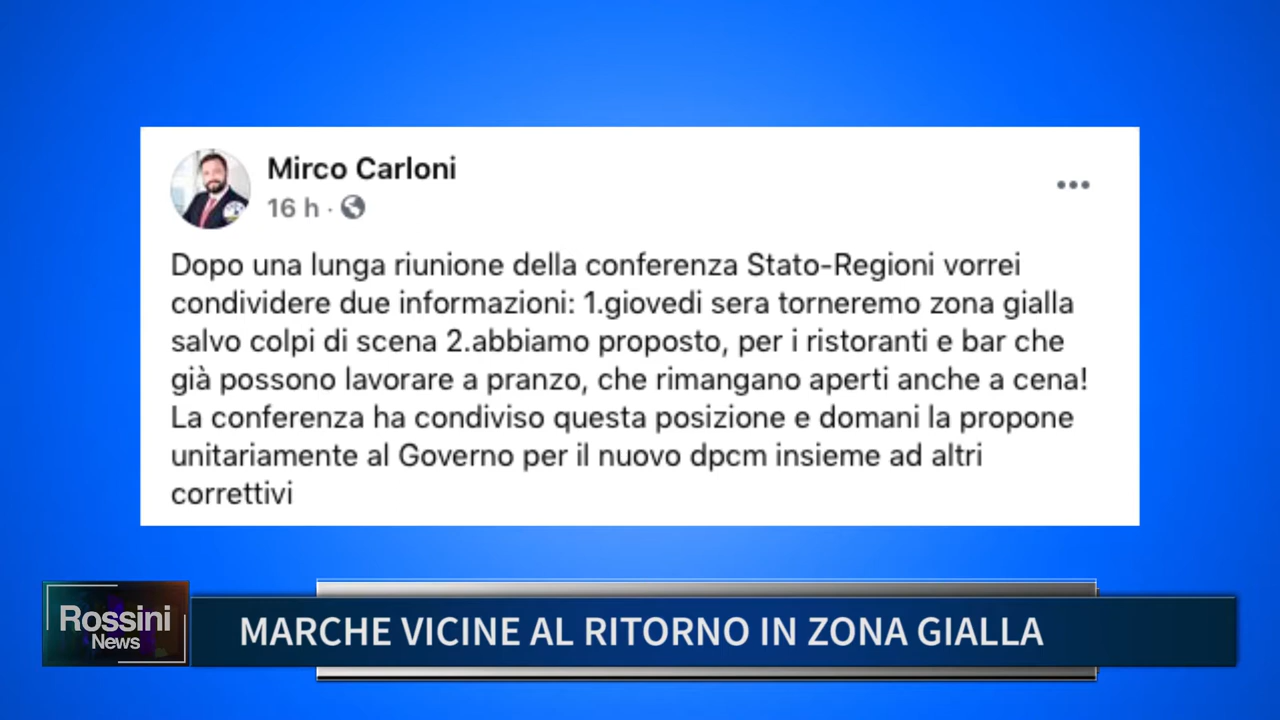 Mirco Carloni
16 h ·
Dopo una lunga riunione della conferenza Stato-Regioni vorrei
condividere due informazioni: 1.giovedi sera torneremo zona gialla
salvo colpi di scena 2.abbiamo proposto, per i ristoranti e bar che
già possono lavorare a pranzo, che rimangano aperti anche a cena!
La conferenza ha condiviso questa posizione e domani la propone
unitariamente al Governo per il nuovo dpcm insieme ad altri
correttivi
Rossini
News
MARCHE VICINE AL RITORNO IN ZONA GIALLA